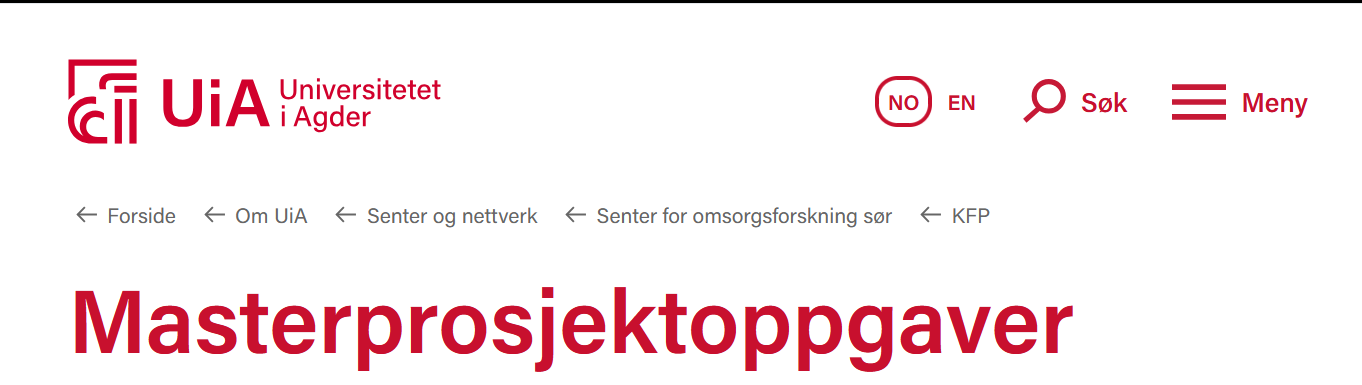 UiA Universitetet
i Agder
NO EN Søk Meny
← Forside ← Om UiA ← Senter og nettverk ← Senter for omsorgsforskning sør ← KFP
Masterprosjektoppgaver